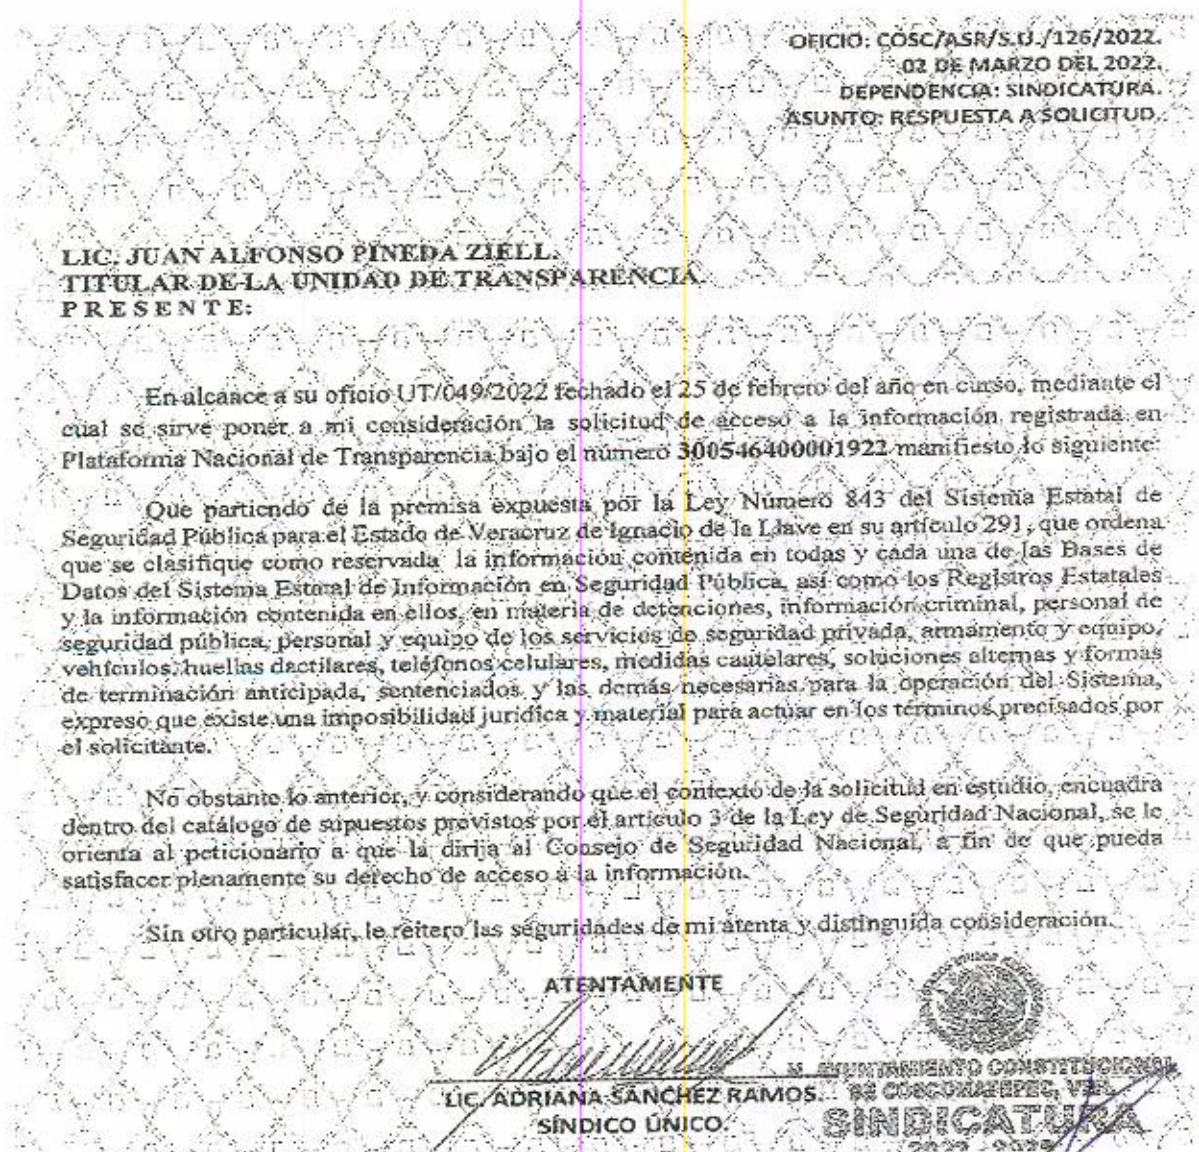 OFICIO: COSC/ASR/S.U./126/2022.
02 DE MARZO DEL 2022.
DEPENDENCIA: SINDICATURA.
ASUNTO: RESPUESTA A SOLICITUD.
LIC. JUAN ALFONSO PINEDA ZIELL.
TITULAR DE LA UNIDAD DE TRANSPARENCIA.
P R E S E N T E:
En alcance a su oficio UT/049/2022 fechado el 25 de febrero del año en curso, mediante el
cual se sirve poner a mi consideración la solicitud de acceso a la información registrada en
Plataforma Nacional de Transparencia bajo el número 300546400001922 manifiesto lo siguiente:
Que partiendo de la premisa expuesta por la Ley Número 843 del Sistema Estatal de
Seguridad Pública para el Estado de Veracruz de Ignacio de la Llave en su artículo 291, que ordena
que se clasifique como reservada la información contenida en todas y cada una de las Bases de
Datos del Sistema Estatal de Información en Seguridad Pública, así como los Registros Estatales
y la información contenida en ellos, en materia de detenciones, información criminal, personal de
seguridad pública, personal y equipo de los servicios de seguridad privada, armamento y equipo,
vehículos, huellas dactilares, teléfonos celulares, medidas cautelares, soluciones alternas y formas
de terminación anticipada, sentenciados y las demás necesarias para la operación del Sistema,
expreso que existe una imposibilidad jurídica y material para actuar en los términos precisados por
el solicitante.
No obstante lo anterior, y considerando que el contexto de la solicitud en estudio, encuadra
dentro del catálogo de supuestos previstos por el artículo 3 de la Ley de Seguridad Nacional, se le
orienta al peticionario a que la dirija al Consejo de Seguridad Nacional, a fin de que pueda
satisfacer plenamente su derecho de acceso a la información.
Sin otro particular, le reitero las seguridades de mi atenta y distinguida consideración.
ATENTAMENTE
LIC. ADRIANA SÁNCHEZ RAMOS.
SÍNDICO ÚNICO.
H. AYUNTAMIENTO CONSTITUCIONAL
DE COSCOMATEPEC, VER.
SINDICATURA